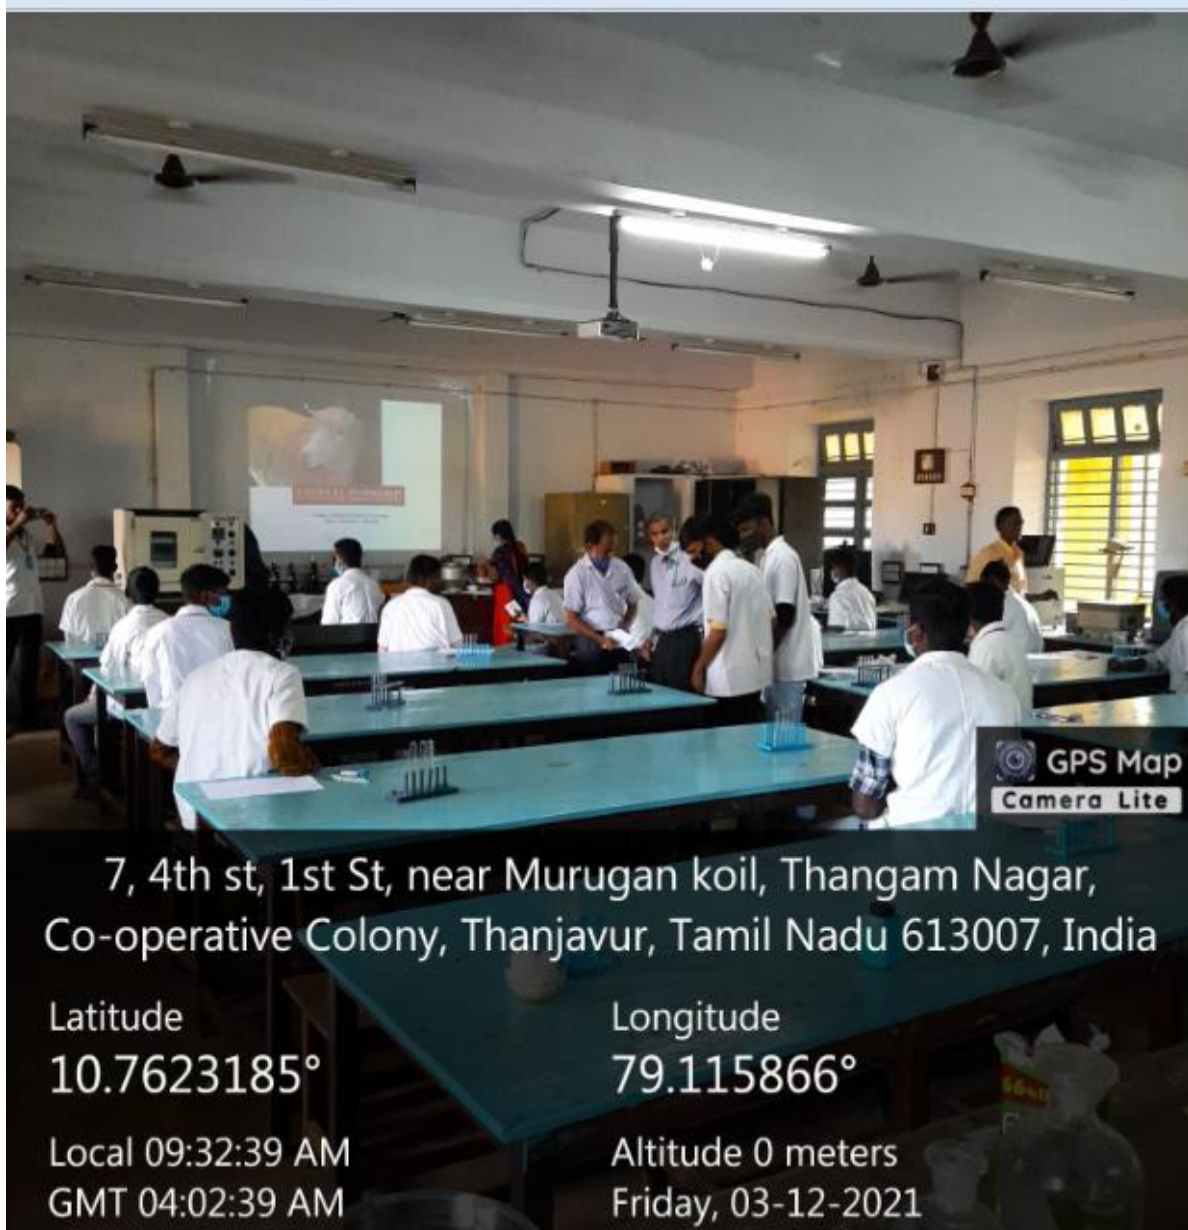 GPS Map
Camera Lite
7, 4th st, 1st St, near Murugan koil, Thangam Nagar,
Co-operative Colony, Thanjavur, Tamil Nadu 613007, India
Latitude
10.7623185°
Longitude
79.115866°
Local 09:32:39 AM
GMT 04:02:39 AM
Altitude 0 meters
Friday, 03-12-2021